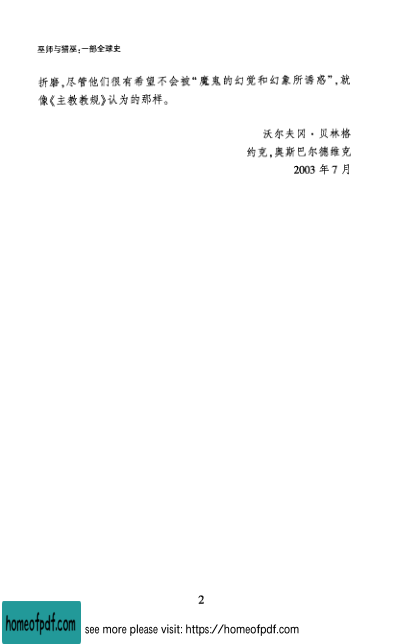 巫师与猎巫：一部全球史
折磨，尽管他们很有希望不会被“魔鬼的幻觉和幻象所诱惑”，就
像《主教教规》认为的那样。
沃尔夫冈·贝林格
约克，奥斯巴尔德维克
2003 年 7 月
2
homeofpdf.com
see more please visit: https://homeofpdf.com